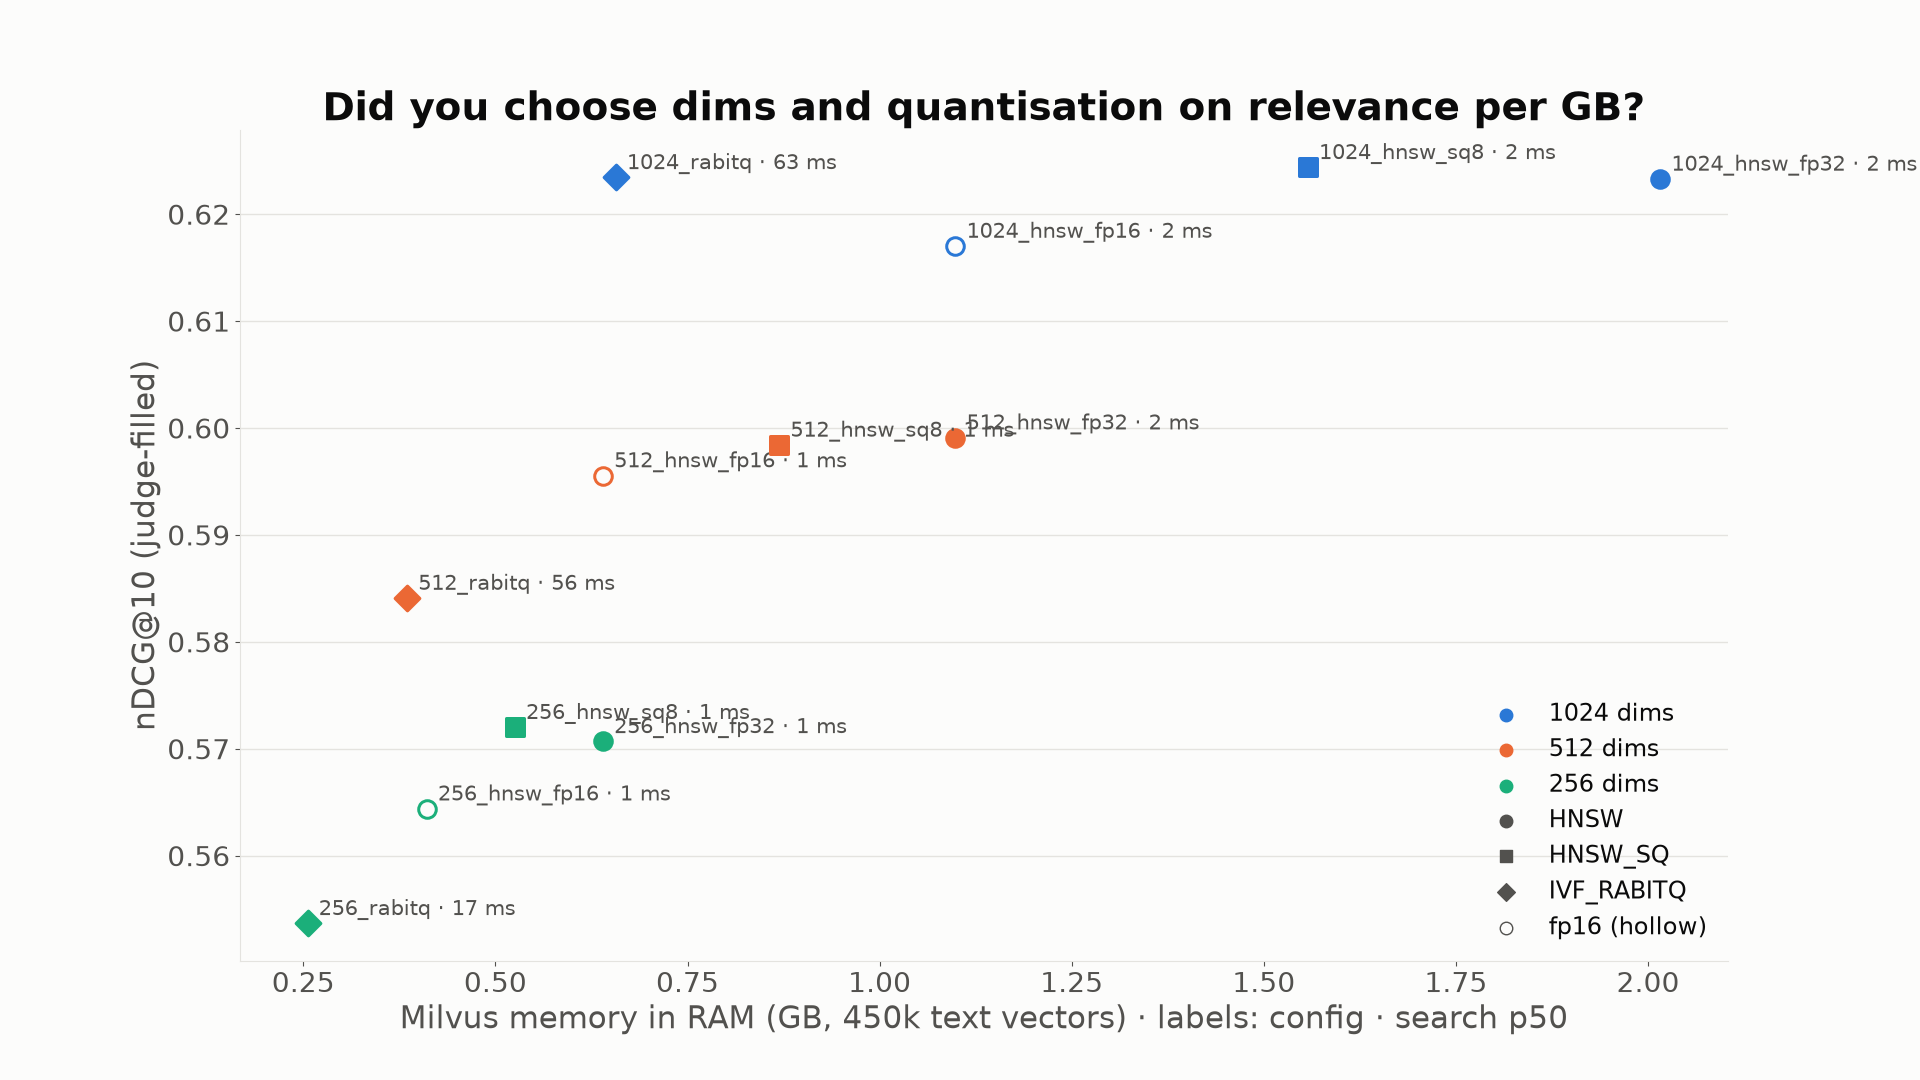 Did you choose dims and quantisation on relevance per GB?
1024_rabitq · 63 ms
1024_hnsw_sq8 · 2 ms
1024_hnsw_fp32 · 2 ms
1024_hnsw_fp16 · 2 ms
512_hnsw_sq8 · 1 ms
512_hnsw_fp32 · 2 ms
512_hnsw_fp16 · 1 ms
512_rabitq · 56 ms
256_hnsw_sq8 · 1 ms
256_hnsw_fp32 · 1 ms
256_hnsw_fp16 · 1 ms
256_rabitq · 17 ms
nDCG@10 (judge-filled)
0.62
0.61
0.60
0.59
0.58
0.57
0.56
1024 dims
512 dims
256 dims
HNSW
HNSW_SQ
IVF_RABITQ
fp16 (hollow)
0.25 0.50 0.75 1.00 1.25 1.50 1.75 2.00
Milvus memory in RAM (GB, 450k text vectors) · labels: config · search p50